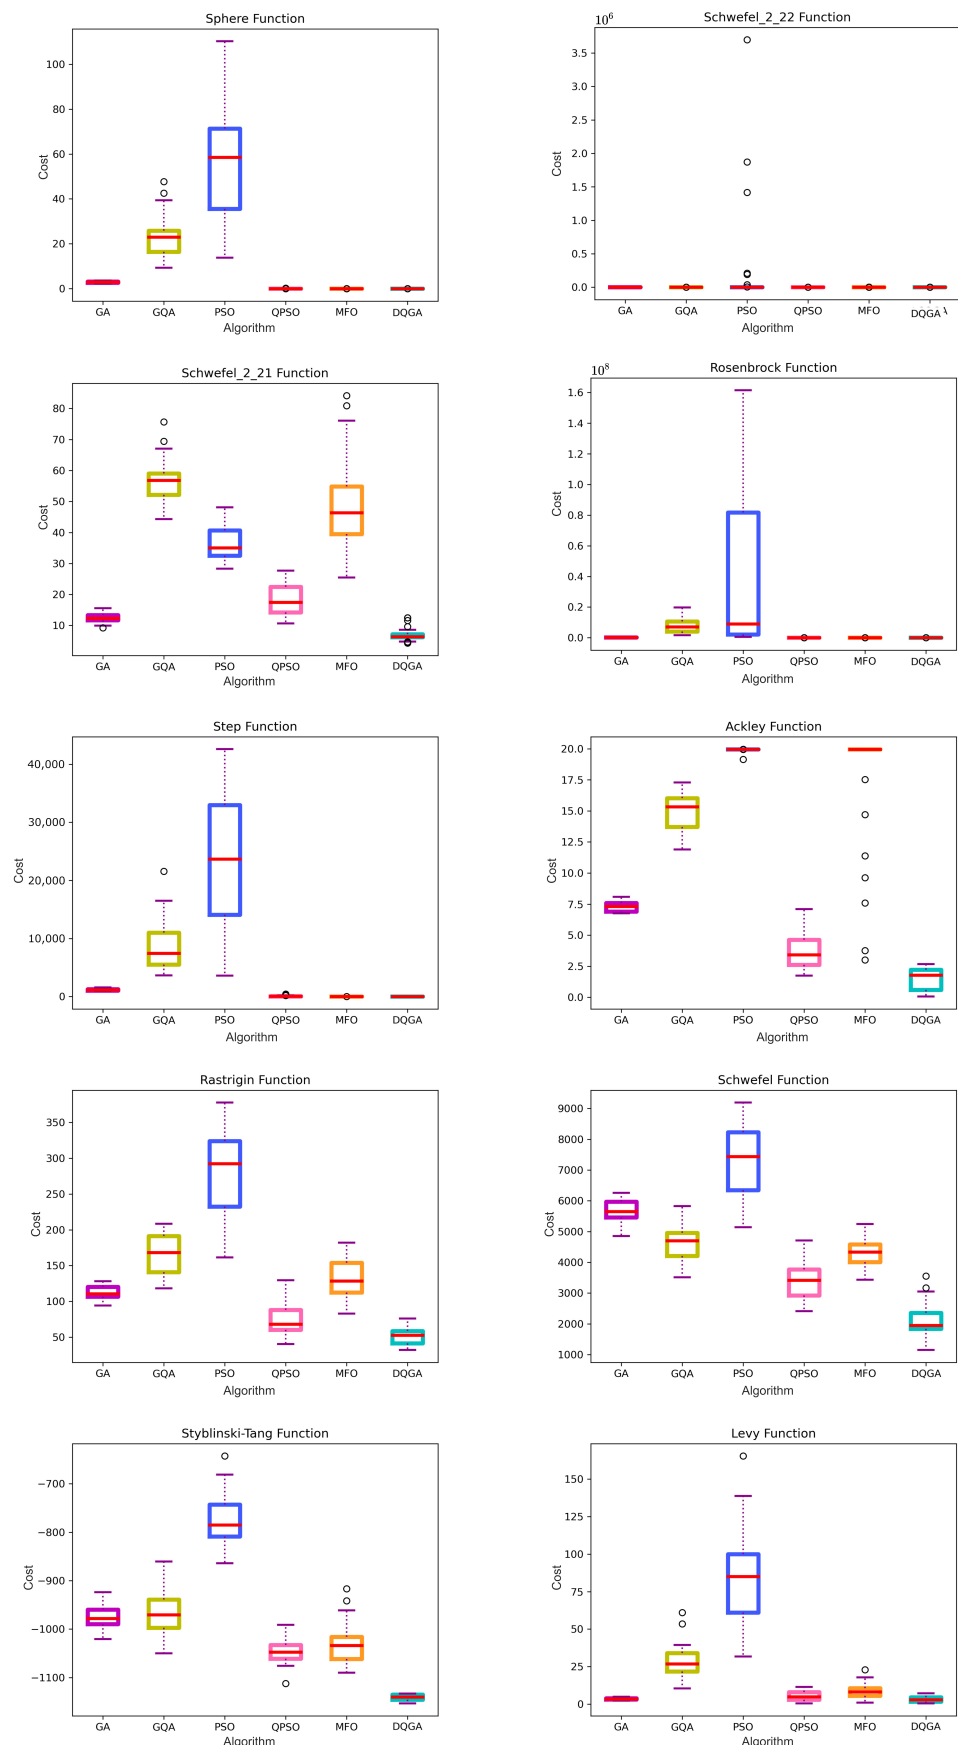 Sphere Function
Cost
100
80
60
40
20
0
GA GQA PSO QPSO MFO DQGA
Algorithm
Schwefel_2_22 Function
10⁶
Cost
3.5
3.0
2.5
2.0
1.5
1.0
0.5
0.0
GA GQA PSO QPSO MFO DQGA
Algorithm
Schwefel_2_21 Function
Cost
80
70
60
50
40
30
20
10
GA GQA PSO QPSO MFO DQGA
Algorithm
Rosenbrock Function
10⁸
Cost
1.6
1.4
1.2
1.0
0.8
0.6
0.4
0.2
0.0
GA GQA PSO QPSO MFO DQGA
Algorithm
Step Function
Cost
40,000
30,000
20,000
10,000
0
GA GQA PSO QPSO MFO DQGA
Algorithm
Ackley Function
Cost
20.0
17.5
15.0
12.5
10.0
7.5
5.0
2.5
0.0
GA GQA PSO QPSO MFO DQGA
Algorithm
Rastrigin Function
Cost
350
300
250
200
150
100
50
GA GQA PSO QPSO MFO DQGA
Algorithm
Schwefel Function
Cost
9000
8000
7000
6000
5000
4000
3000
2000
1000
GA GQA PSO QPSO MFO DQGA
Algorithm
Styblinski-Tang Function
Cost
−700
−800
−900
−1000
−1100
GA GQA PSO QPSO MFO DQGA
Algorithm
Levy Function
Cost
150
125
100
75
50
25
0
GA GQA PSO QPSO MFO DQGA
Algorithm